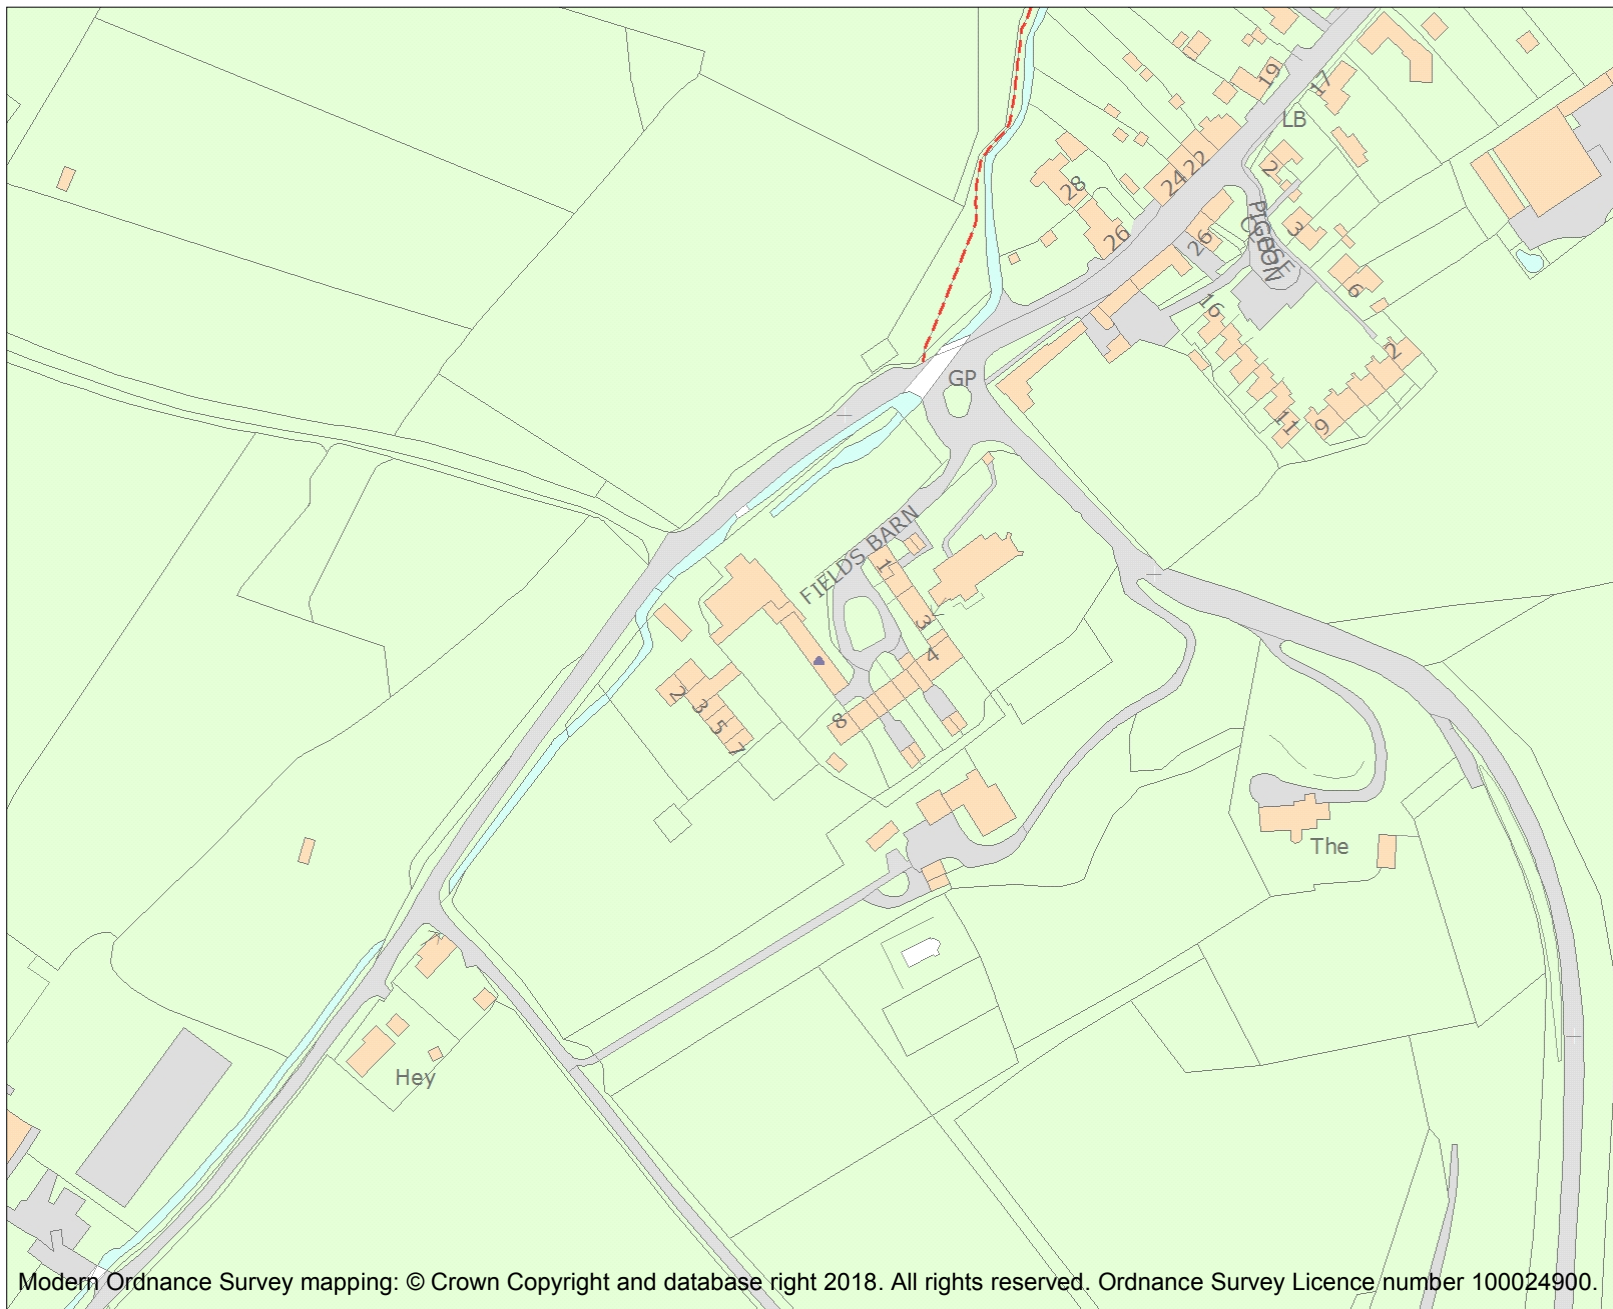 19
17
LB
22
24
28
2
PIGEON
CLOSE
3
26
26
6
16
2
GP
11
9
FIELDS BARN
1
3
4
2
3
5
7
8
The
Hey
Modern Ordnance Survey mapping: © Crown Copyright and database right 2018. All rights reserved. Ordnance Survey Licence number 100024900.